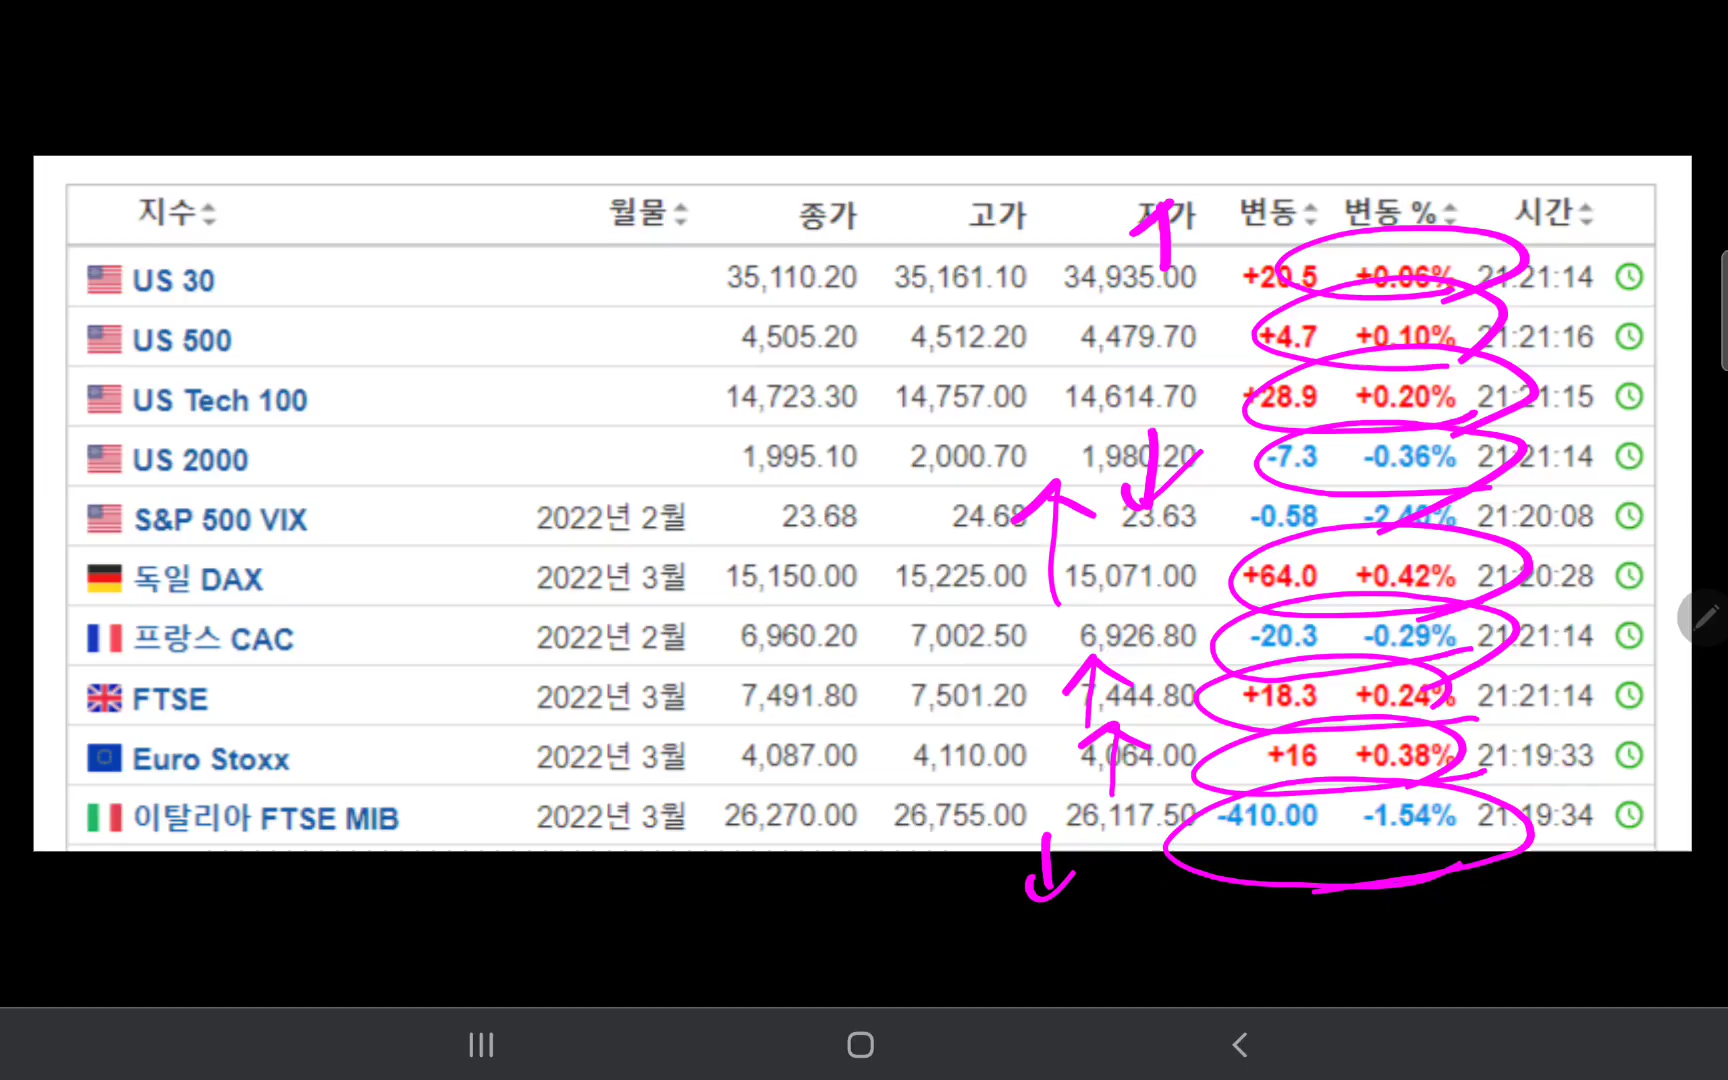 지수 월물 종가 고가 변동 변동 % 시간
US 30 35,110.20 35,161.10 34,935.00 +20.5 +0.06% 21:21:14
US 500 4,505.20 4,512.20 4,479.70 +4.7 +0.10% 21:21:16
US Tech 100 14,723.30 14,757.00 14,614.70 +28.9 +0.20% 21:21:15
US 2000 1,995.10 2,000.70 1,980.20 -7.3 -0.36% 21:21:14
S&P 500 VIX 2022년 2월 23.68 24.68 23.63 -0.58 21:20:08
독일 DAX 2022년 3월 15,150.00 15,225.00 15,071.00 +64.0 +0.42% 21:20:28
프랑스 CAC 2022년 2월 6,960.20 7,002.50 6,926.80 -20.3 -0.29% 21:21:14
FTSE 2022년 3월 7,491.80 7,501.20 7,444.80 +18.3 +0.24% 21:21:14
Euro Stoxx 2022년 3월 4,087.00 4,110.00 4,064.00 +16 +0.38% 21:19:33
이탈리아 FTSE MIB 2022년 3월 26,270.00 26,755.00 26,117.50 -410.00 -1.54% 21:19:34